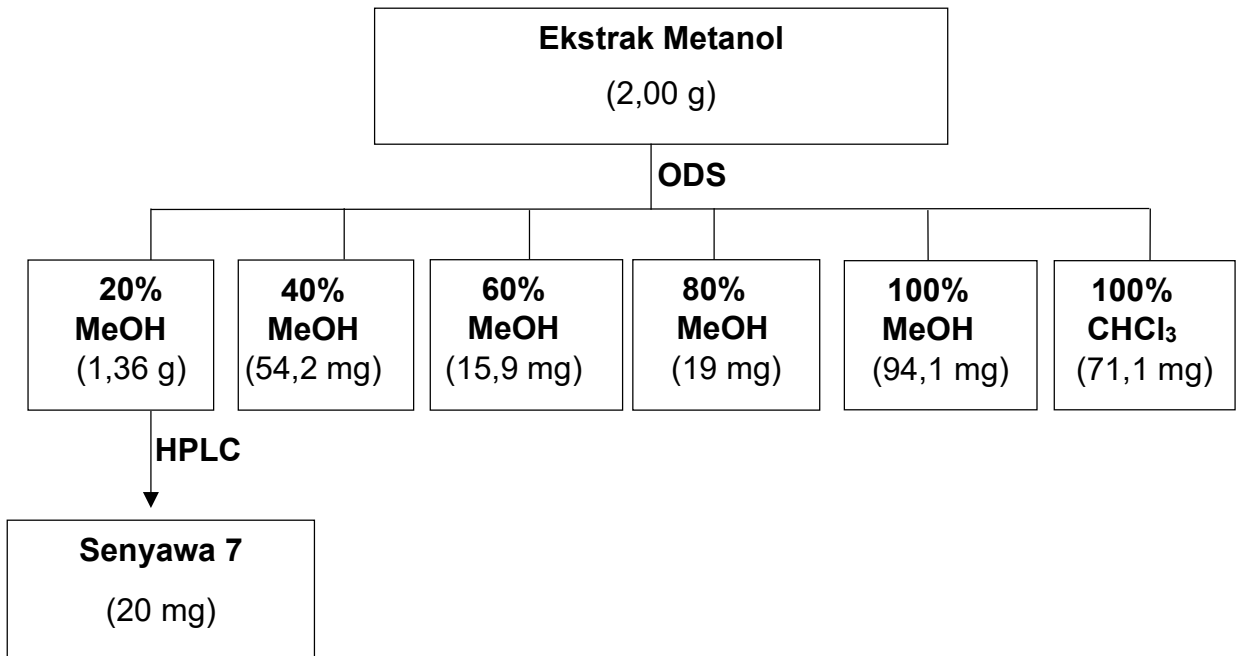 Ekstrak Metanol
(2,00 g)
ODS
20%
MeOH
(1,36 g)
40%
MeOH
(54,2 mg)
60%
MeOH
(15,9 mg)
80%
MeOH
(19 mg)
100%
MeOH
(94,1 mg)
100%
CHCl₃
(71,1 mg)
HPLC
Senyawa 7
(20 mg)